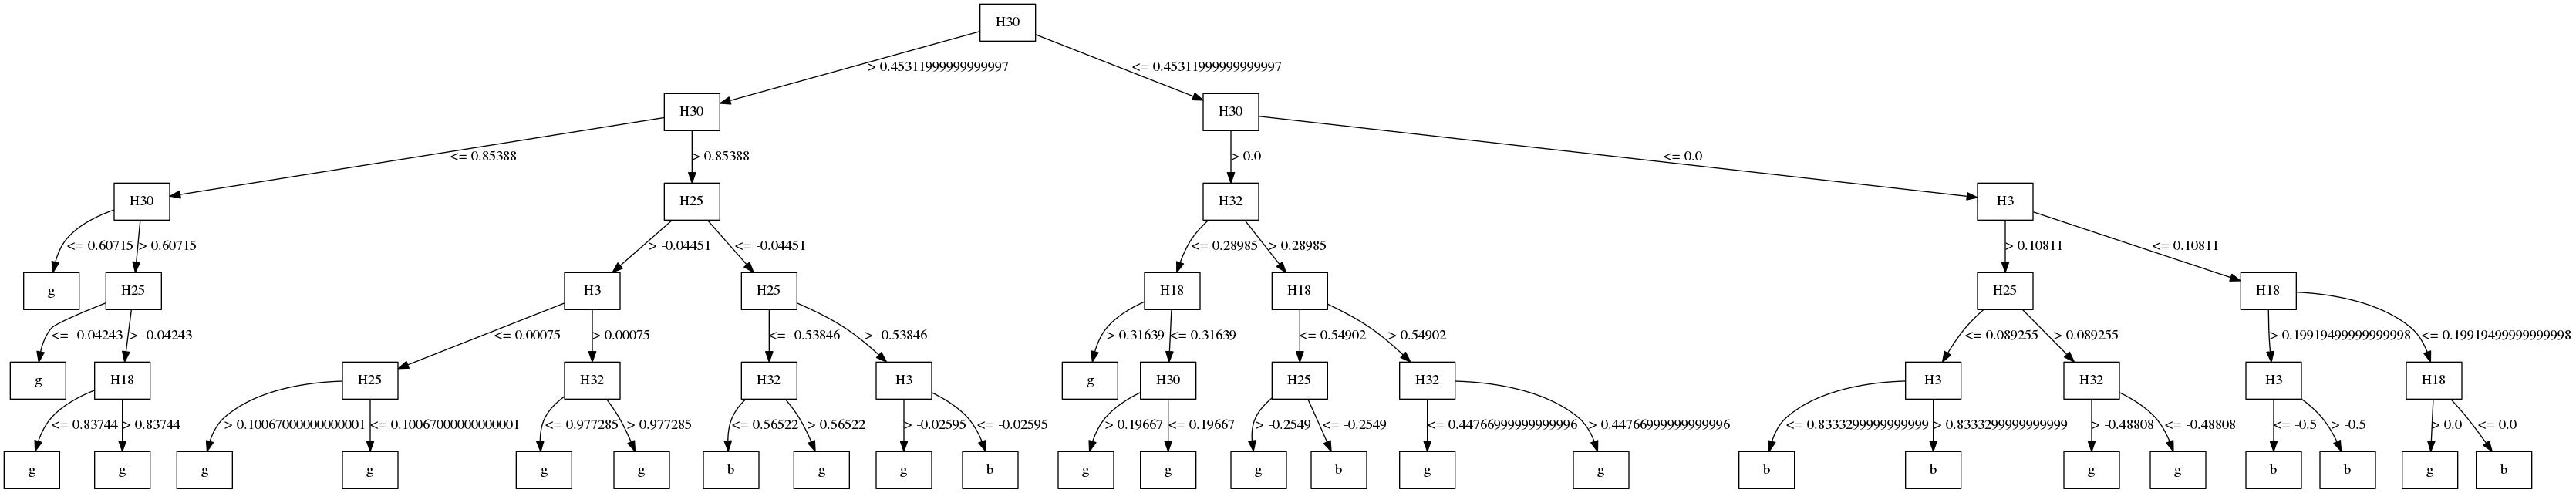 H30
> 0.45311999999999997 <= 0.45311999999999997
H30 H30
<= 0.85388 > 0.85388 > 0.0 <= 0.0
H30 H25 H32 H3
<= 0.60715 > 0.60715 > -0.04451 <= -0.04451 <= 0.28985 > 0.28985 > 0.10811 <= 0.10811
g H25 H3 H25 H18 H18 H25 H18
<= -0.04243 > -0.04243 <= 0.00075 > 0.00075 <= -0.53846 > -0.53846 > 0.31639 <= 0.31639 <= 0.54902 > 0.54902 <= 0.089255 > 0.089255 > 0.19919499999999998 <= 0.19919499999999998
g H18 H25 H32 H32 H3 g H30 H25 H32 H3 H32 H3 H18
<= 0.83744 > 0.83744 > 0.10067000000000001 <= 0.10067000000000001 <= 0.977285 > 0.977285 <= 0.56522 > 0.56522 > -0.02595 <= -0.02595 > 0.19667 <= 0.19667 > -0.2549 <= -0.2549 <= 0.44766999999999996 > 0.44766999999999996 <= 0.8333299999999999 > 0.8333299999999999 > -0.48808 <= -0.48808 <= -0.5 > -0.5 > 0.0 <= 0.0
g g g g g g b g g b g g g b g g b b g g b b g b